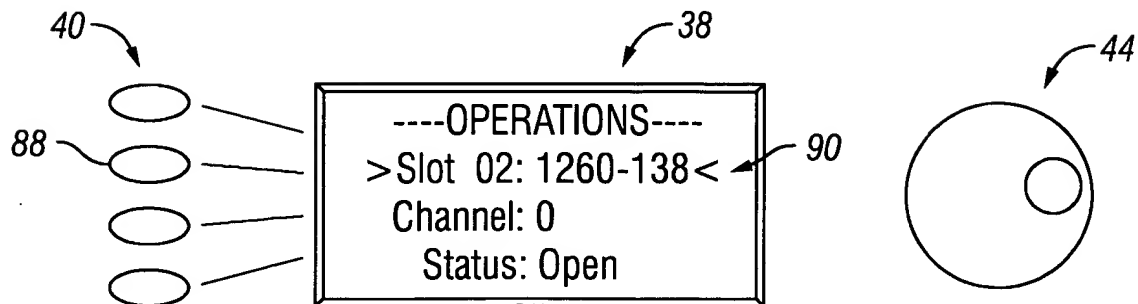 40
38
44
----OPERATIONS----
88
>Slot 02: 1260-138<
90
Channel: 0
Status: Open